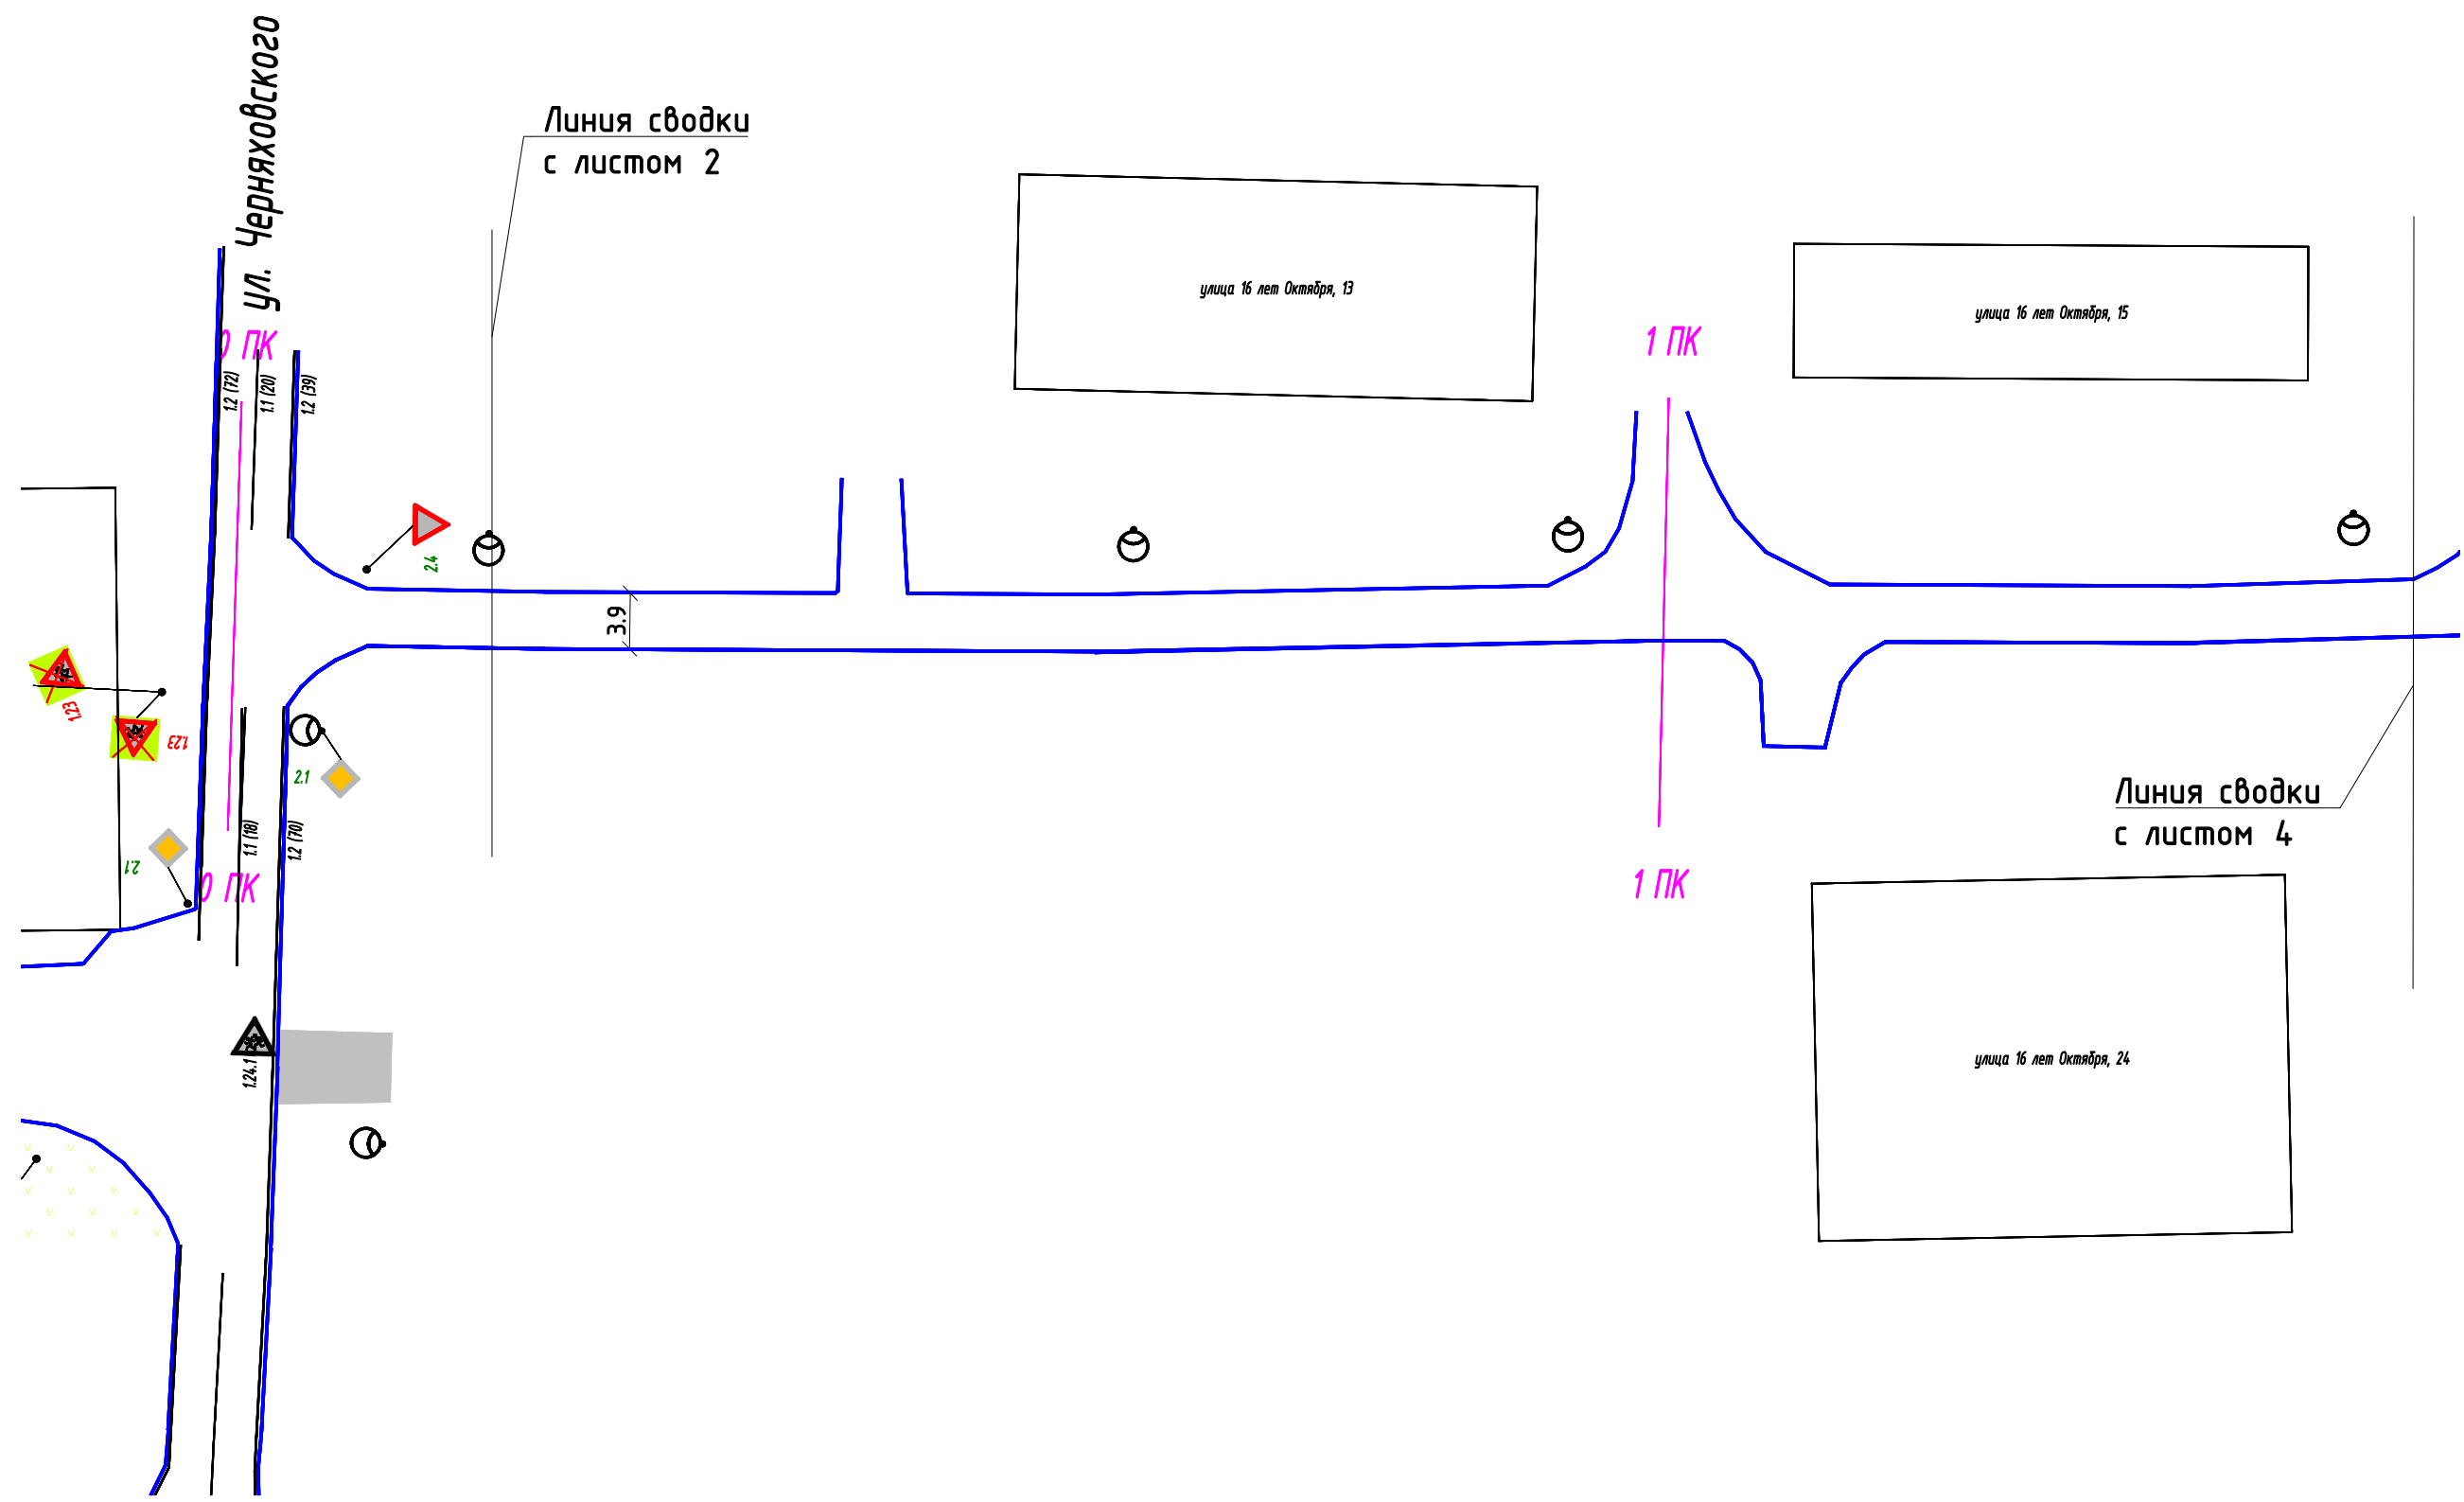 ул. Черняховского
Линия сводки
с листом 2
улица 16 лет Октября, 13
улица 16 лет Октября, 15
0 ПК
1 ПК
1.2 (72)
1.1 (20)
1.2 (39)
2.4
3.9
1.23
1.23
2.1
2.1
1.1 (18)
1.2 (70)
0 ПК
1 ПК
Линия сводки
с листом 4
1.24.1
улица 16 лет Октября, 24